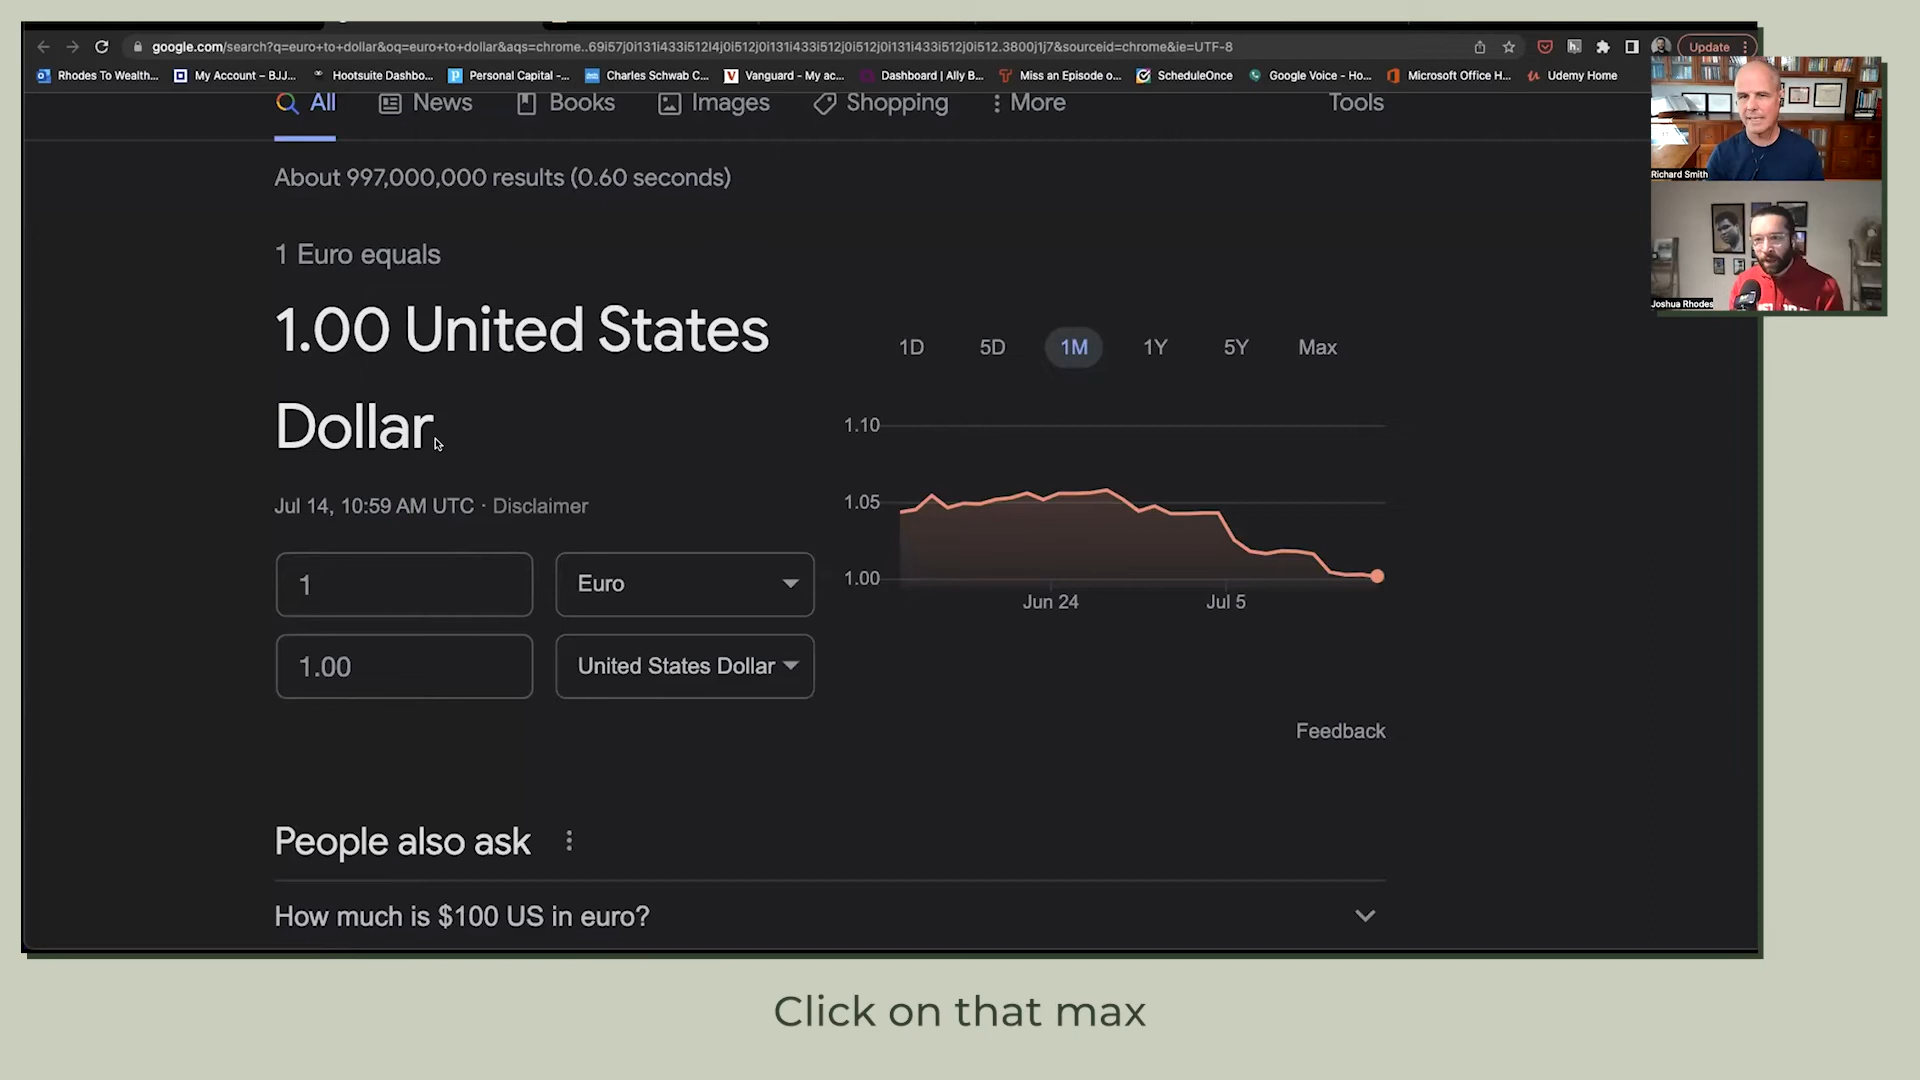 google.com/search?q=euro+to+dollar&oq=euro+to+dollar&aqs=chrome..69i57j0i131i433i512l4j0i512j0i131i433i512j0i512j0i131i433i512j0i512.3800j1j7&sourceid=chrome&ie=UTF-8
Update
Rhodes To Wealth...
My Account – BJJ...
Hootsuite Dashbo...
Personal Capital -...
Charles Schwab C...
Vanguard - My ac...
Dashboard | Ally B...
Miss an Episode o...
ScheduleOnce
Google Voice - Ho...
Microsoft Office H...
Udemy Home
All
News
Books
Images
Shopping
More
Tools
About 997,000,000 results (0.60 seconds)
1 Euro equals
1.00 United States
Dollar
Jul 14, 10:59 AM UTC · Disclaimer
1
Euro
1.00
United States Dollar
1D
5D
1M
1Y
5Y
Max
1.10
1.05
1.00
Jun 24
Jul 5
Feedback
People also ask
How much is $100 US in euro?
Richard Smith
Joshua Rhodes
Click on that max